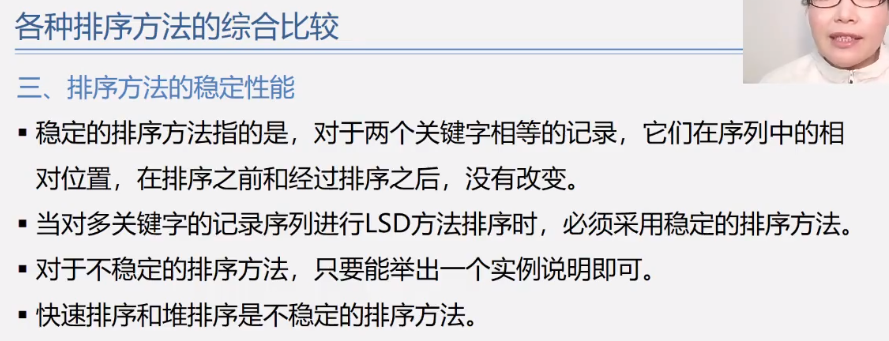 各种排序方法的综合比较
三、排序方法的稳定性能
▪ 稳定的排序方法指的是，对于两个关键字相等的记录，它们在序列中的相
对位置，在排序之前和经过排序之后，没有改变。
▪ 当对多关键字的记录序列进行LSD方法排序时，必须采用稳定的排序方法。
▪ 对于不稳定的排序方法，只要能举出一个实例说明即可。
▪ 快速排序和堆排序是不稳定的排序方法。